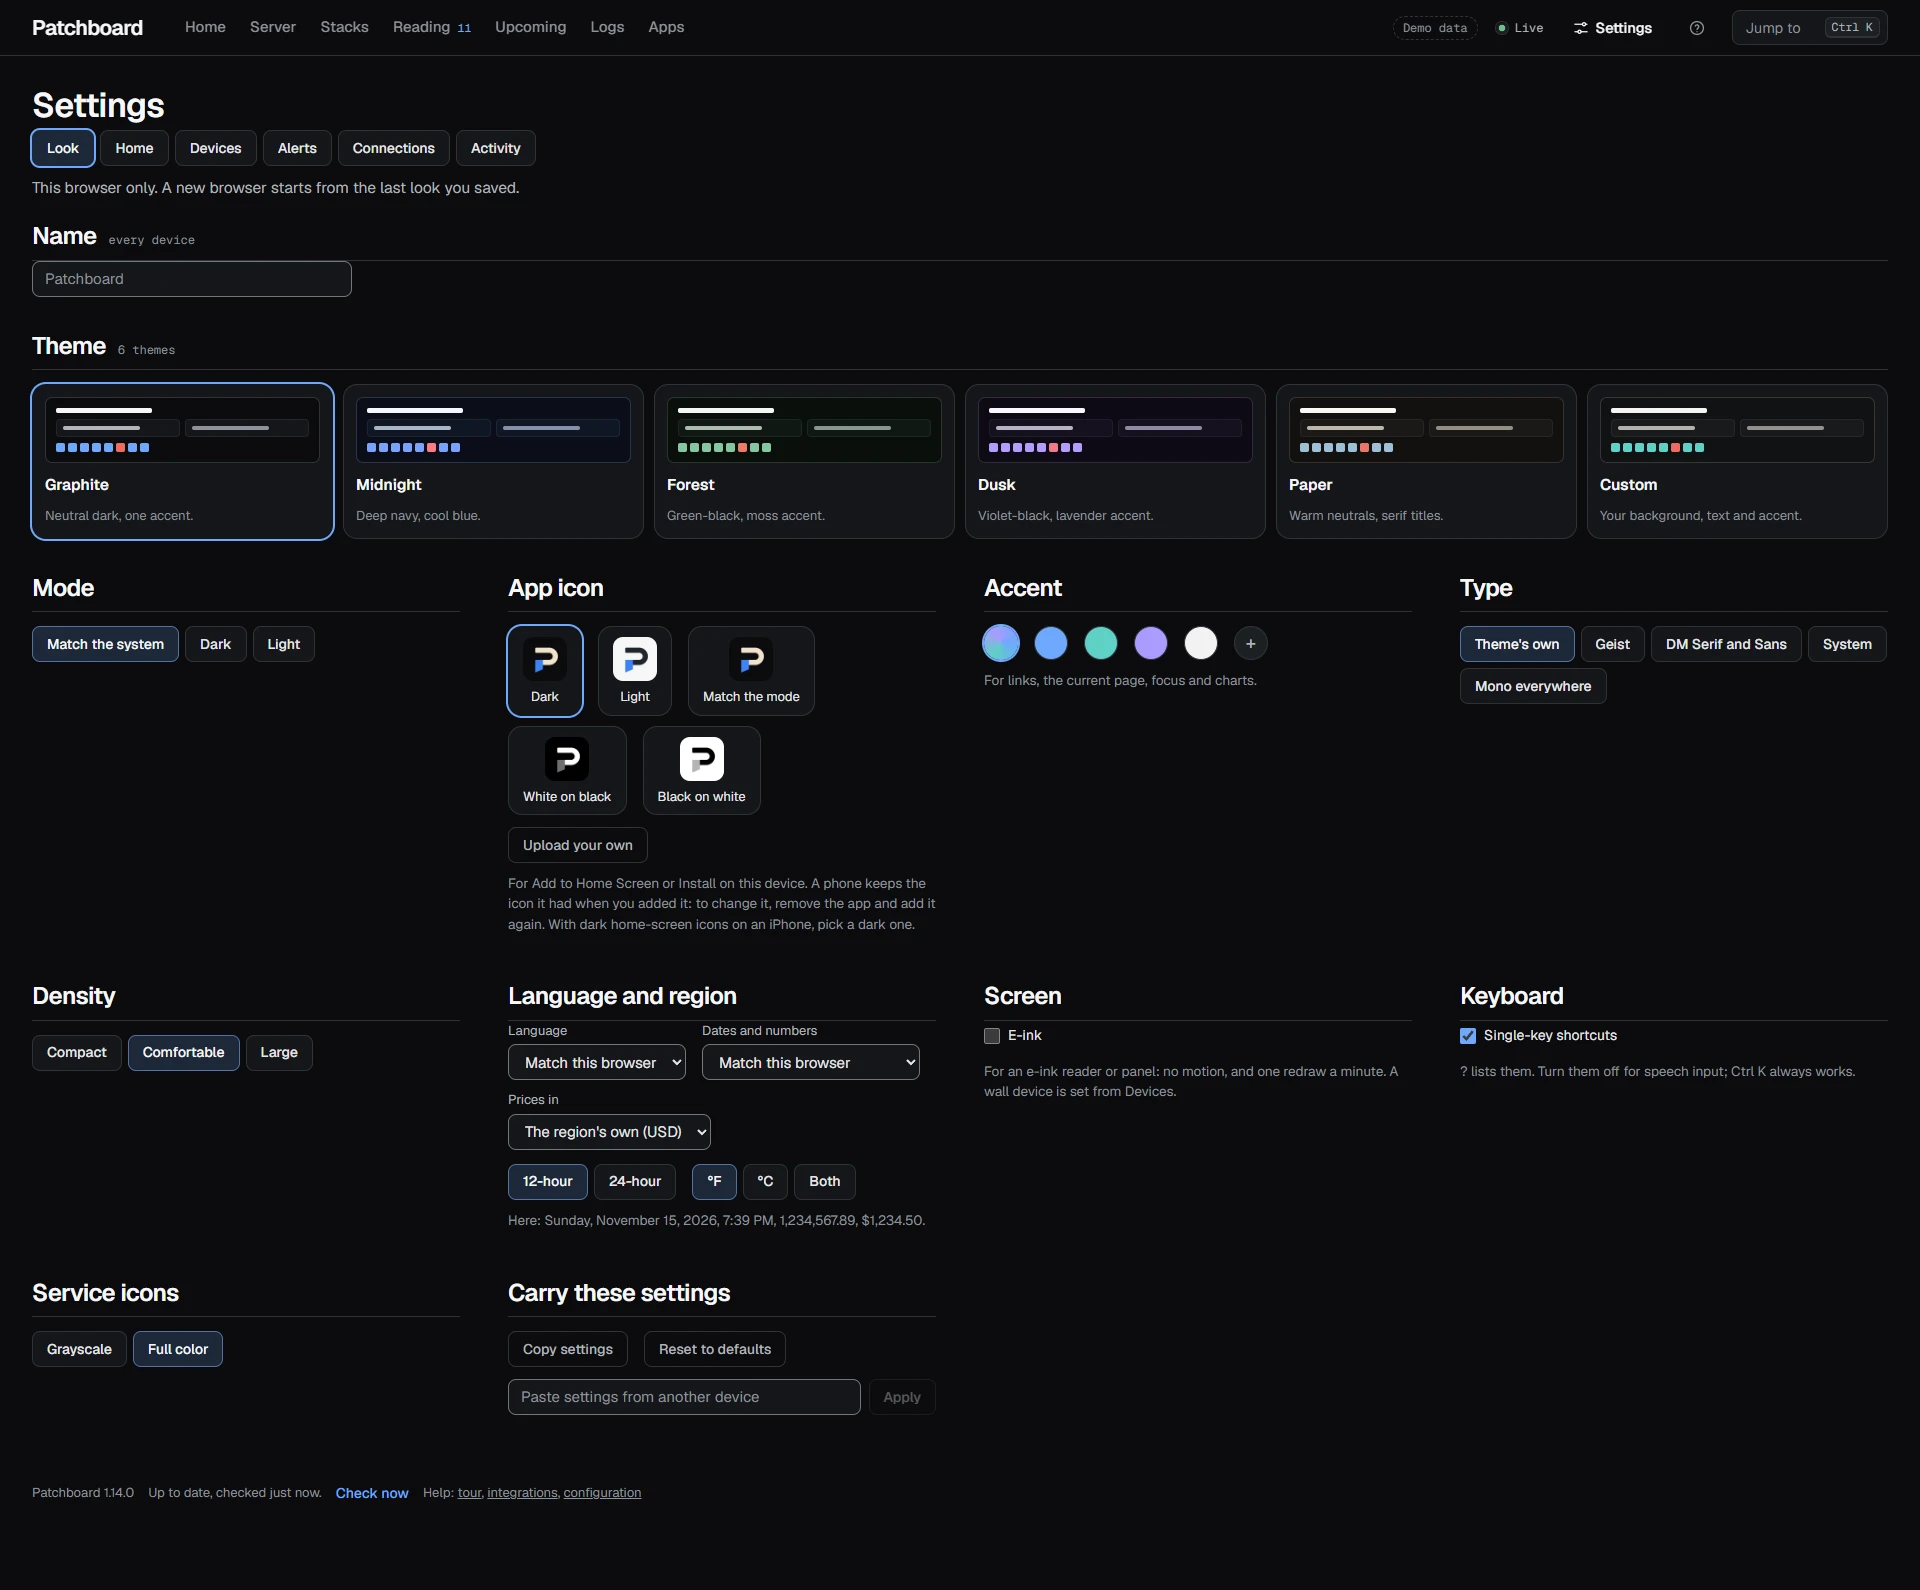 Patchboard
Home Server Stacks Reading 11 Upcoming Logs Apps
Demo data
Live
Settings
?
Jump to Ctrl K
Settings
Look Home Devices Alerts Connections Activity
This browser only. A new browser starts from the last look you saved.
Name every device
Patchboard
Theme 6 themes
Graphite
Neutral dark, one accent.
Midnight
Deep navy, cool blue.
Forest
Green-black, moss accent.
Dusk
Violet-black, lavender accent.
Paper
Warm neutrals, serif titles.
Custom
Your background, text and accent.
Mode
Match the system Dark Light
App icon
Dark Light Match the mode
White on black Black on white
Upload your own
For Add to Home Screen or Install on this device. A phone keeps the
icon it had when you added it: to change it, remove the app and add it
again. With dark home-screen icons on an iPhone, pick a dark one.
Accent
+
For links, the current page, focus and charts.
Type
Theme's own Geist DM Serif and Sans System
Mono everywhere
Density
Compact Comfortable Large
Language and region
Language Dates and numbers
Match this browser Match this browser
Prices in
The region's own (USD)
12-hour 24-hour °F °C Both
Here: Sunday, November 15, 2026, 7:39 PM, 1,234,567.89, $1,234.50.
Screen
E-ink
For an e-ink reader or panel: no motion, and one redraw a minute. A
wall device is set from Devices.
Keyboard
Single-key shortcuts
? lists them. Turn them off for speech input; Ctrl K always works.
Service icons
Grayscale Full color
Carry these settings
Copy settings Reset to defaults
Paste settings from another device Apply
Patchboard 1.14.0 Up to date, checked just now. Check now Help: tour, integrations, configuration